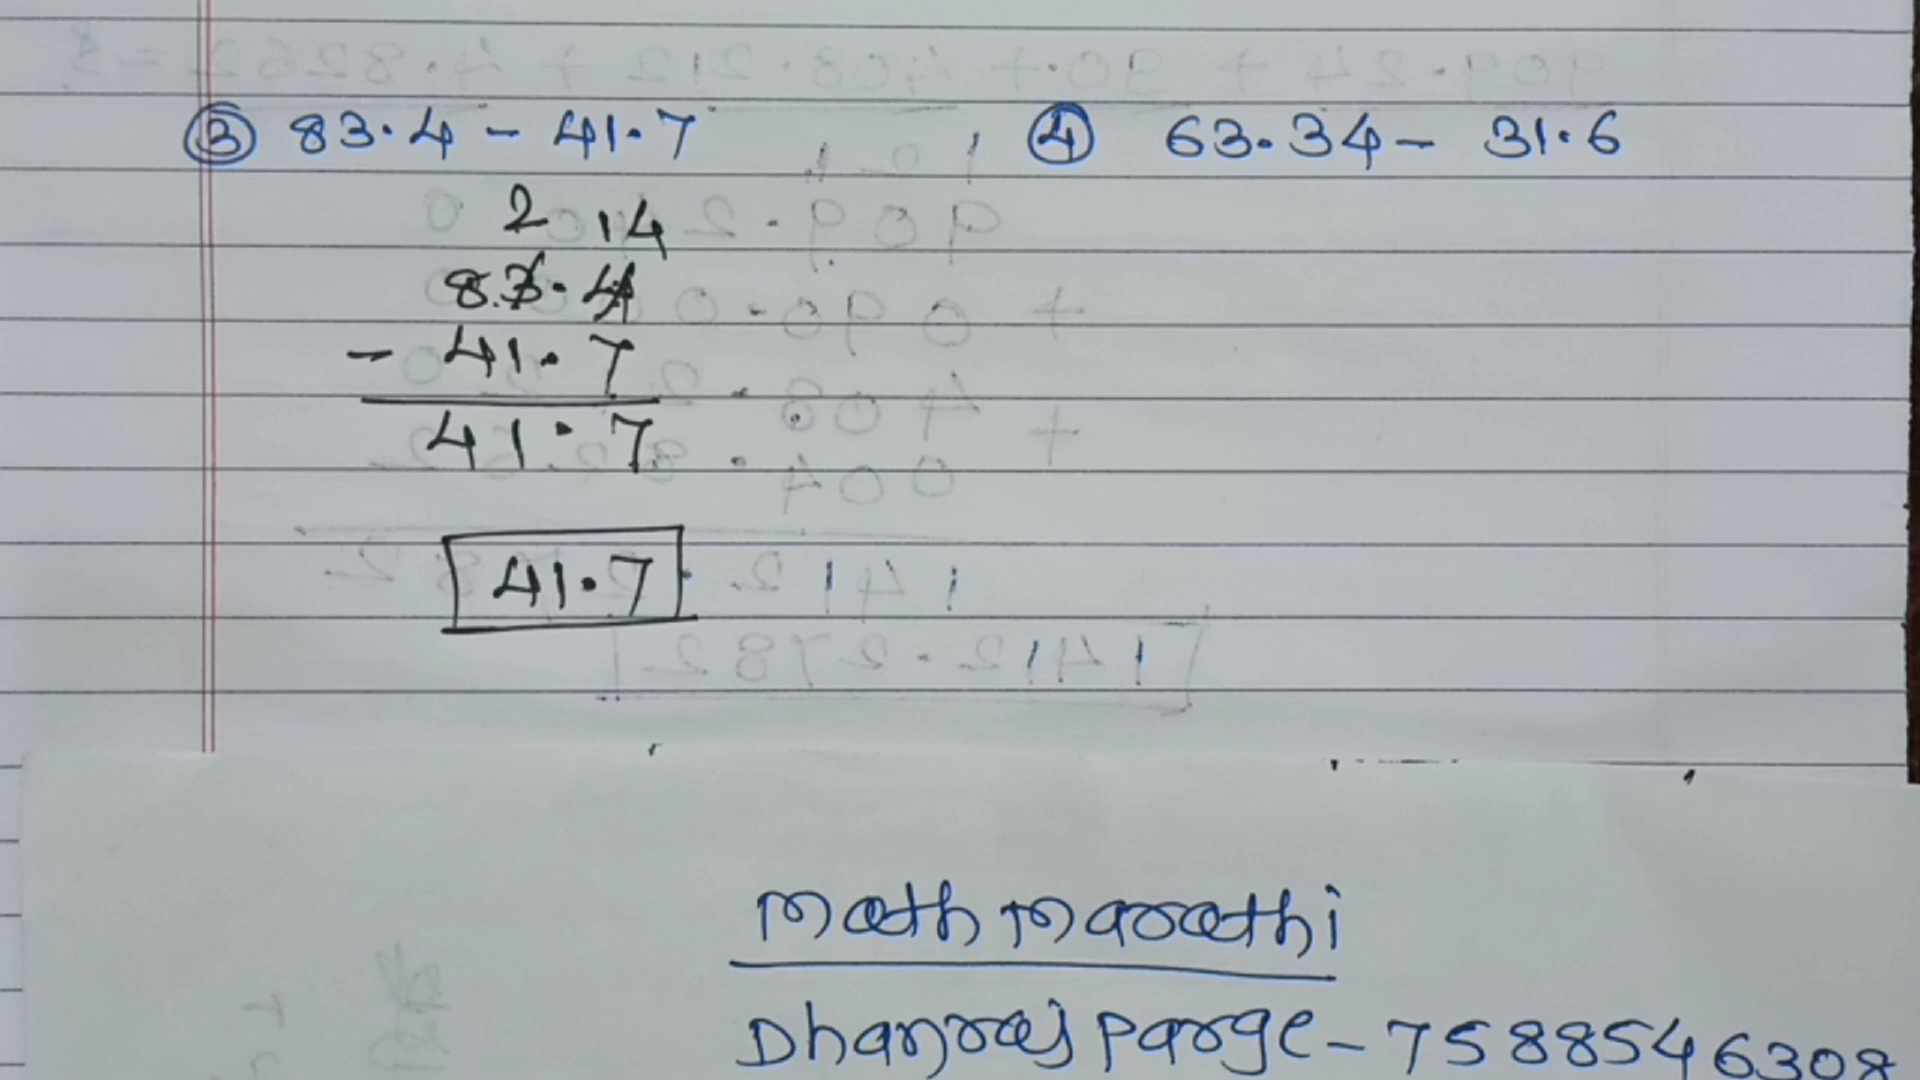 ③ 83.4 - 41.7
2 14
83.4
- 41.7
41.7
41.7
④ 63.34 - 31.6
Math Marathi
Dhanraj Parge - 7588546308